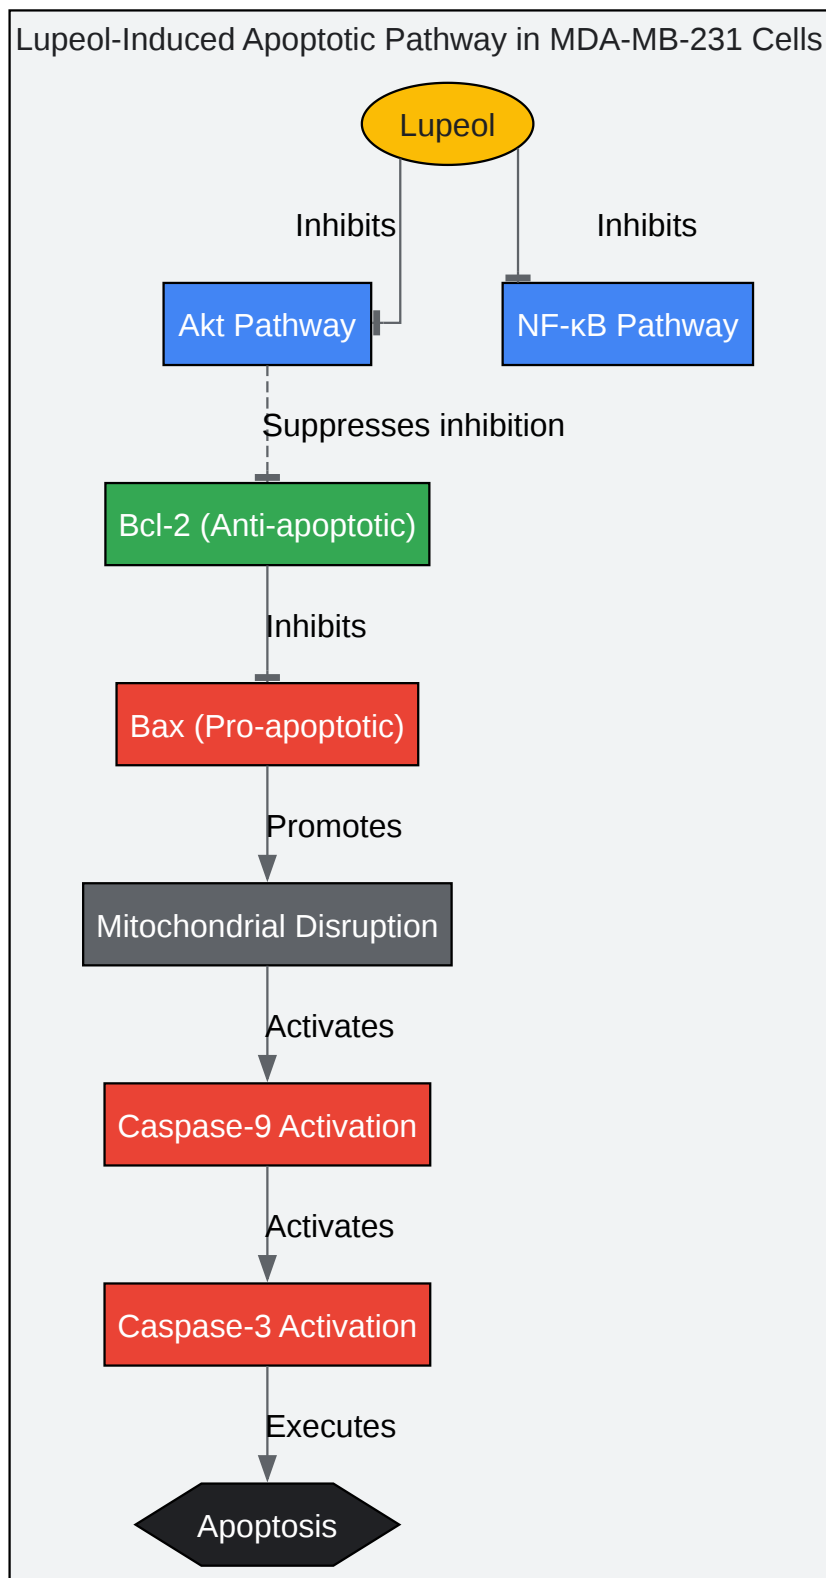 Lupeol-Induced Apoptotic Pathway in MDA-MB-231 Cells
Lupeol
Inhibits
Inhibits
Akt Pathway
NF-κB Pathway
Suppresses inhibition
Bcl-2 (Anti-apoptotic)
Inhibits
Bax (Pro-apoptotic)
Promotes
Mitochondrial Disruption
Activates
Caspase-9 Activation
Activates
Caspase-3 Activation
Executes
Apoptosis